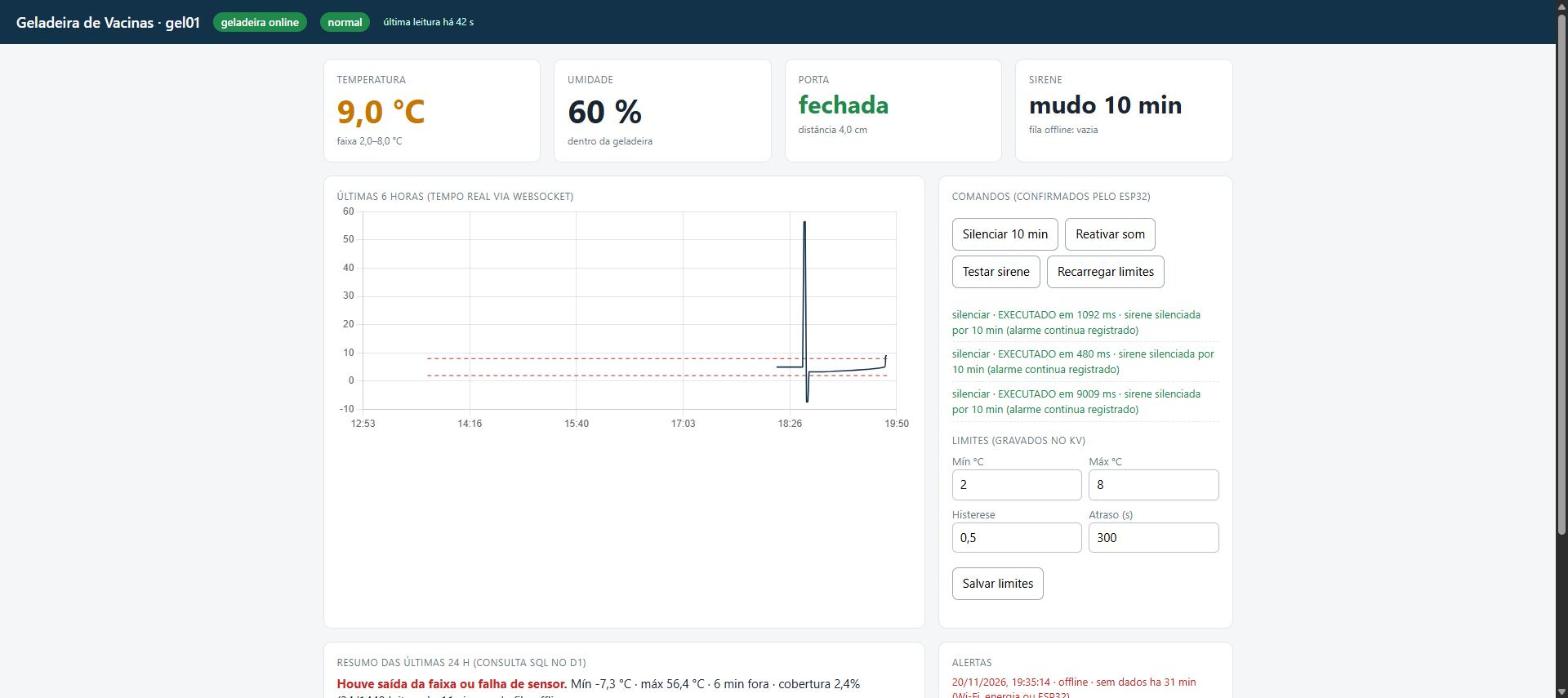 Geladeira de Vacinas · gel01 geladeira online normal última leitura há 42 s
TEMPERATURA
9,0 °C
faixa 2,0–8,0 °C
UMIDADE
60 %
dentro da geladeira
PORTA
fechada
distância 4,0 cm
SIRENE
mudo 10 min
fila offline: vazia
ÚLTIMAS 6 HORAS (TEMPO REAL VIA WEBSOCKET)
60
50
40
30
20
10
0
-10
12:53 14:16 15:40 17:03 18:26 19:50
COMANDOS (CONFIRMADOS PELO ESP32)
Silenciar 10 min Reativar som
Testar sirene Recarregar limites
silenciar · EXECUTADO em 1092 ms · sirene silenciada
por 10 min (alarme continua registrado)
silenciar · EXECUTADO em 480 ms · sirene silenciada por
10 min (alarme continua registrado)
silenciar · EXECUTADO em 9009 ms · sirene silenciada
por 10 min (alarme continua registrado)
LIMITES (GRAVADOS NO KV)
Mín °C Máx °C
2 8
Histerese Atraso (s)
0,5 300
Salvar limites
RESUMO DAS ÚLTIMAS 24 H (CONSULTA SQL NO D1)
Houve saída da faixa ou falha de sensor. Mín -7,3 °C · máx 56,4 °C · 6 min fora · cobertura 2,4%
ALERTAS
20/11/2026, 19:35:14 · offline · sem dados ha 31 min
(Wi-Fi, energia ou ESP32)